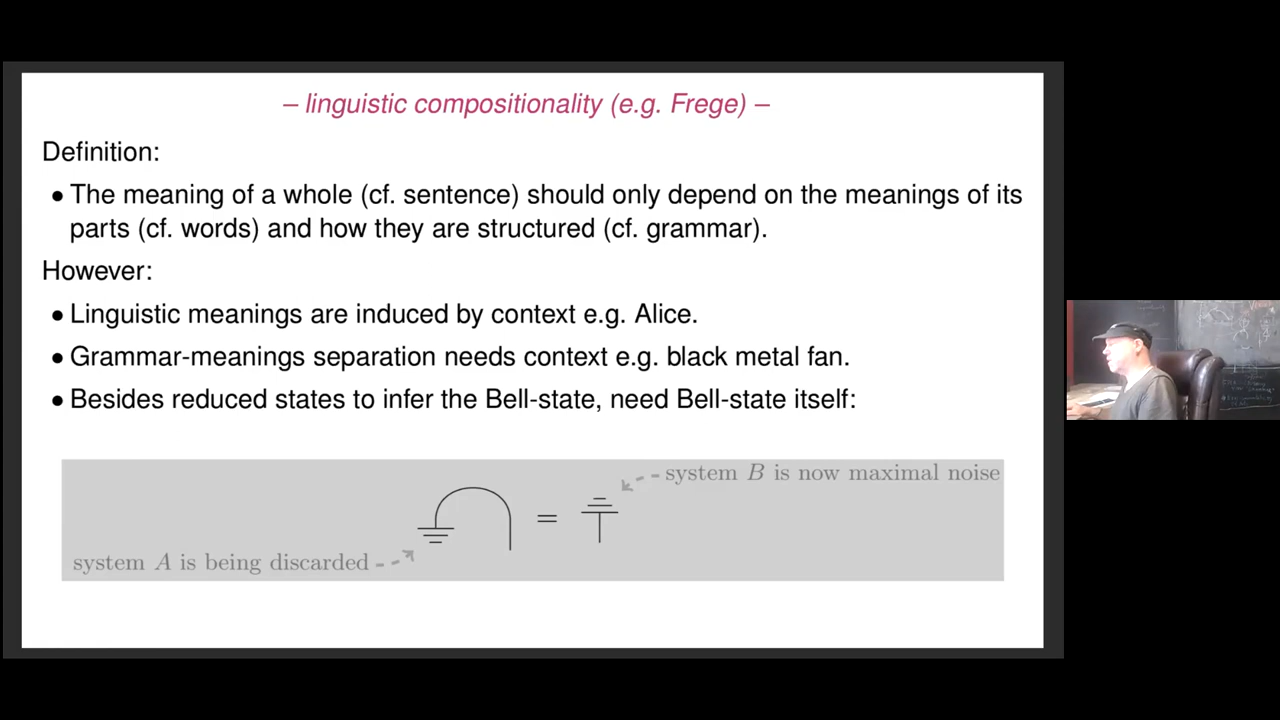 – linguistic compositionality (e.g. Frege) –
Definition:
• The meaning of a whole (cf. sentence) should only depend on the meanings of its
parts (cf. words) and how they are structured (cf. grammar).
However:
• Linguistic meanings are induced by context e.g. Alice.
• Grammar-meanings separation needs context e.g. black metal fan.
• Besides reduced states to infer the Bell-state, need Bell-state itself:
system B is now maximal noise
=
system A is being discarded